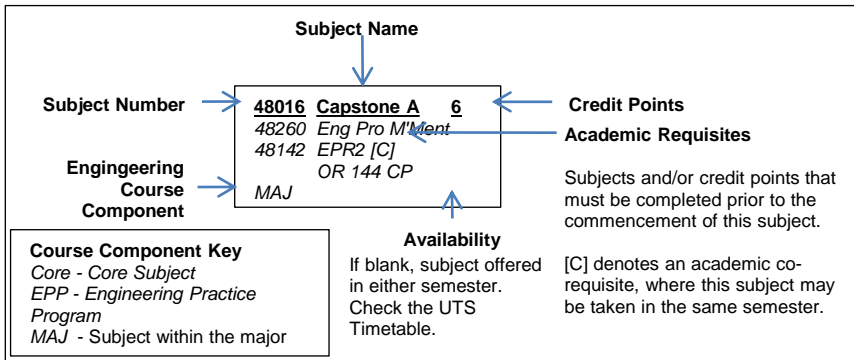 Subject Name
Subject Number
48016 Capstone A 6
48260 Eng Pro M'Ment
48142 EPR2 [C]
OR 144 CP
MAJ
Credit Points
Academic Requisites
Subjects and/or credit points that
must be completed prior to the
commencement of this subject.
[C] denotes an academic co-
requisite, where this subject may
be taken in the same semester.
Engingeering
Course
Component
Availability
If blank, subject offered
in either semester.
Check the UTS
Timetable.
Course Component Key
Core - Core Subject
EPP - Engineering Practice
Program
MAJ - Subject within the major